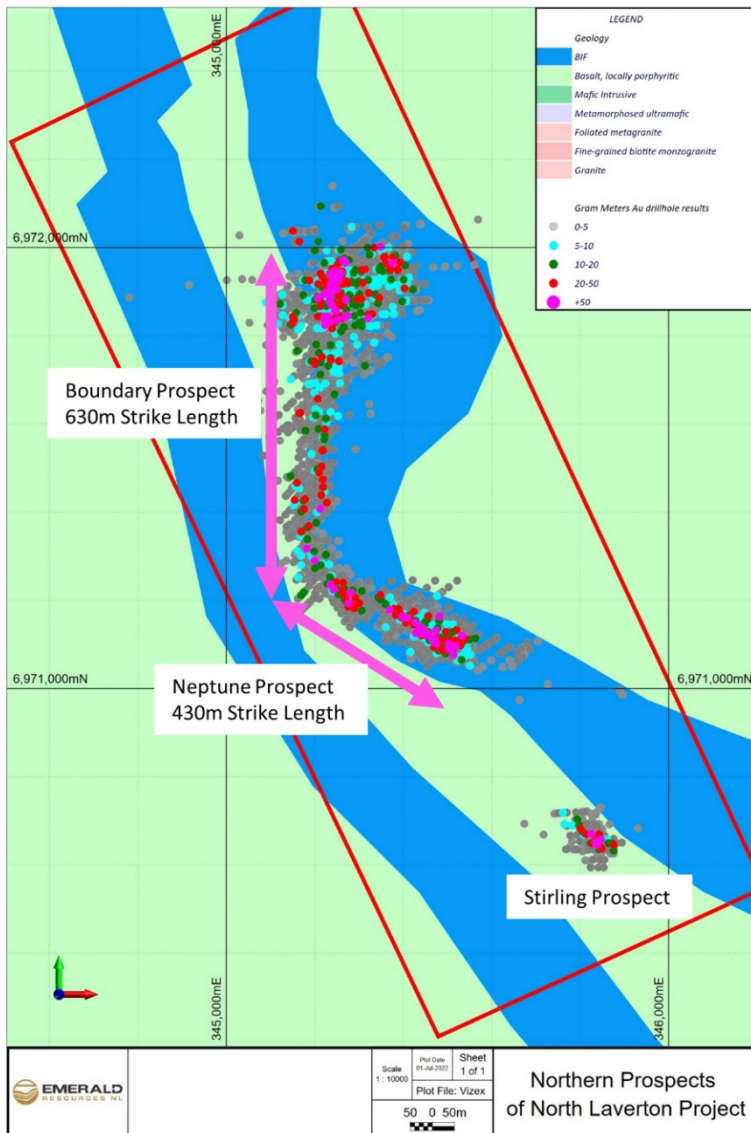 LEGEND
Geology
BIF
Basalt, locally porphyritic
Mafic Intrusive
Metamorphosed ultramafic
Foliated metagranite
Fine-grained biotite monzogranite
Granite
Gram Meters Au drillhole results
0-5
5-10
10-20
20-50
+50
345,000mE
6,972,000mN
Boundary Prospect
630m Strike Length
6,971,000mN
6,971,000mN
Neptune Prospect
430m Strike Length
Stirling Prospect
345,000mE
346,000mE
EMERALD
RESOURCES NL
Scale
1 : 10000
Plot Date
01-Jul-2022
Sheet
1 of 1
Plot File: Vizex
50 0 50m
Northern Prospects
of North Laverton Project